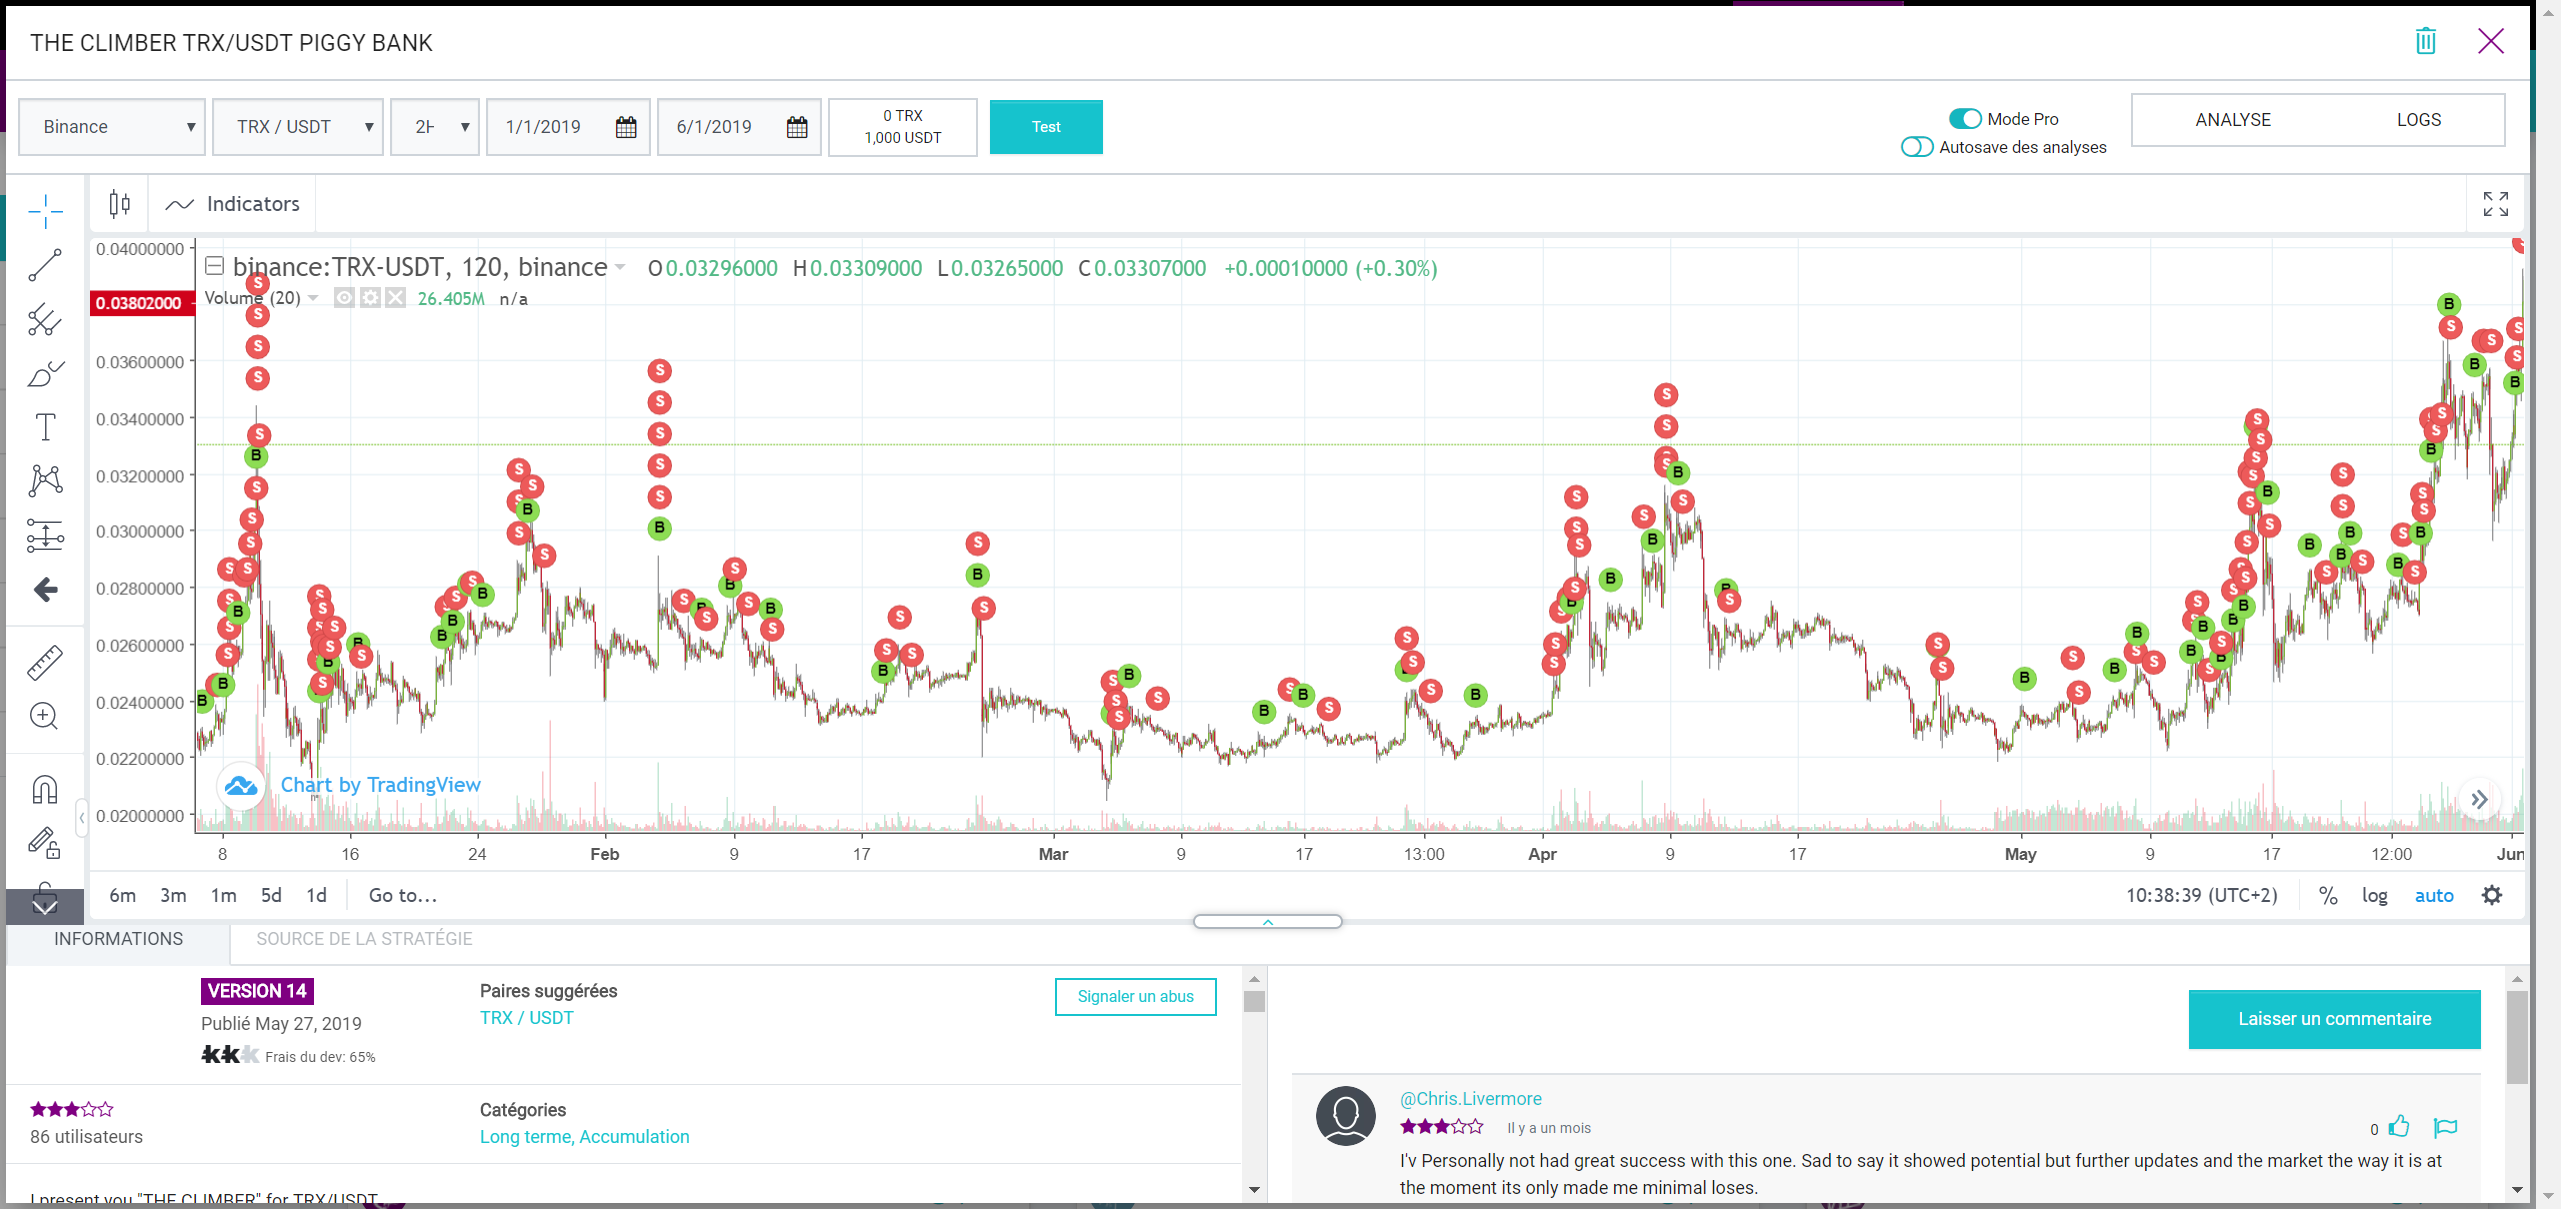 THE CLIMBER TRX/USDT PIGGY BANK
Binance
TRX / USDT
1/1/2019
6/1/2019
0 TRX
1,000 USDT
Test
Mode Pro
Autosave des analyses
ANALYSE
LOGS
Indicators
binance:TRX-USDT, 120, binance O 0.03296000 H 0.03309000 L 0.03265000 C 0.03307000 +0.00010000 (+0.30%)
Volume (20) 26.405M n/a
0.04000000
0.03802000
0.03600000
0.03400000
0.03200000
0.03000000
0.02800000
0.02600000
0.02400000
0.02200000
0.02000000
Chart by TradingView
8 16 24 Feb 9 17 Mar 9 17 13:00 Apr 9 17 May 9 17 12:00 Jun
6m 3m 1m 5d 1d Go to...
10:38:39 (UTC+2) % log auto
INFORMATIONS
SOURCE DE LA STRATÉGIE
VERSION 14
Publié May 27, 2019
Frais du dev: 65%
Paires suggérées
TRX / USDT
Signaler un abus
86 utilisateurs
Catégories
Long terme, Accumulation
I present you "THE CLIMBER" for TRX/USDT
Laisser un commentaire
@Chris.Livermore
Il y a un mois
0
I'v Personally not had great success with this one. Sad to say it showed potential but further updates and the market the way it is at
the moment its only made me minimal loses.